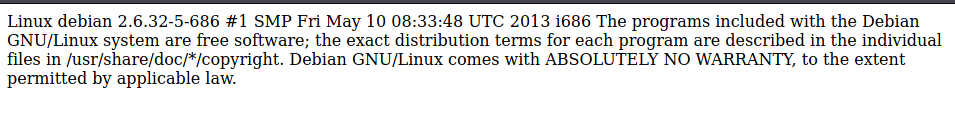 Linux debian 2.6.32-5-686 #1 SMP Fri May 10 08:33:48 UTC 2013 i686 The programs included with the Debian
GNU/Linux system are free software; the exact distribution terms for each program are described in the individual
files in /usr/share/doc/*/copyright. Debian GNU/Linux comes with ABSOLUTELY NO WARRANTY, to the extent
permitted by applicable law.